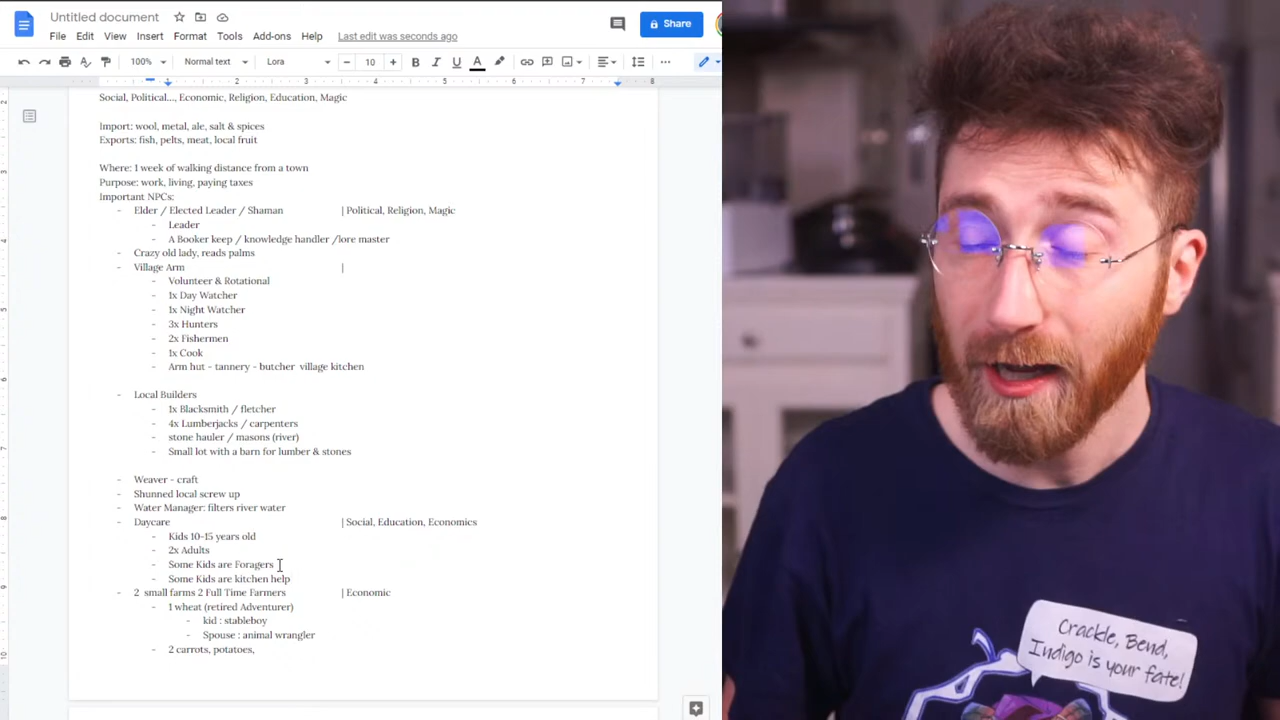 Untitled document
File Edit View Insert Format Tools Add-ons Help Last edit was seconds ago
Share
100% Normal text Lora 10 B I U A
2 3 4 5 6 7 8
Social, Political..., Economic, Religion, Education, Magic
Import: wool, metal, ale, salt & spices
Exports: fish, pelts, meat, local fruit
Where: 1 week of walking distance from a town
Purpose: work, living, paying taxes
Important NPCs:
- Elder / Elected Leader / Shaman | Political, Religion, Magic
- Leader
- A Booker keep / knowledge handler /lore master
- Crazy old lady, reads palms
- Village Arm |
- Volunteer & Rotational
- 1x Day Watcher
- 1x Night Watcher
- 3x Hunters
- 2x Fishermen
- 1x Cook
- Arm hut - tannery - butcher village kitchen
- Local Builders
- 1x Blacksmith / fletcher
- 4x Lumberjacks / carpenters
- stone hauler / masons (river)
- Small lot with a barn for lumber & stones
- Weaver - craft
- Shunned local screw up
- Water Manager: filters river water
- Daycare | Social, Education, Economics
- Kids 10-15 years old
- 2x Adults
- Some Kids are Foragers
- Some Kids are kitchen help
- 2 small farms 2 Full Time Farmers | Economic
- 1 wheat (retired Adventurer)
- kid : stableboy
- Spouse : animal wrangler
- 2 carrots, potatoes,
Crackle, Bend,
Indigo is your fate!